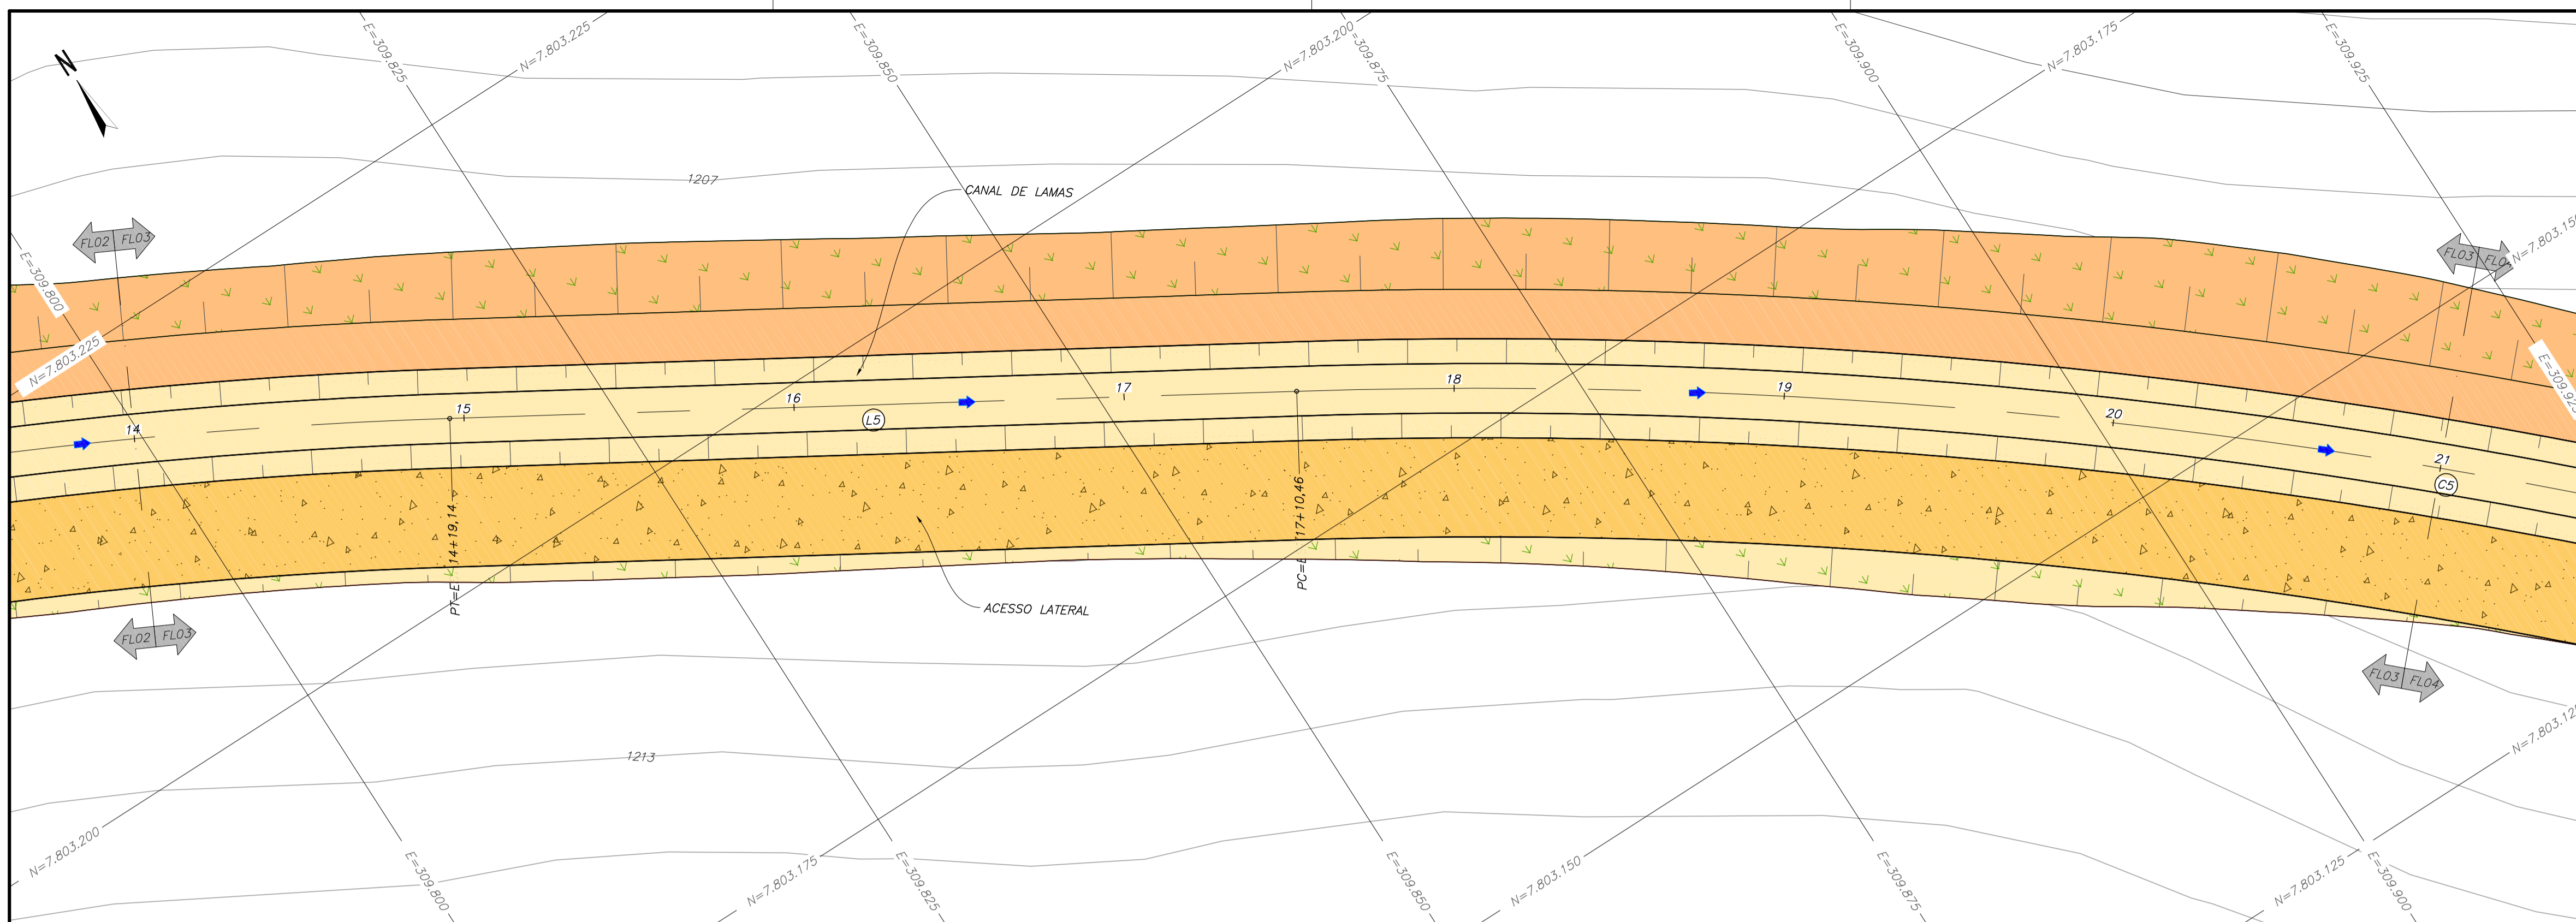 N
E=309.825
N=7.803.225
E=309.850
N=7.803.200
=309.875
E=309.900
N=7.803.175
E=309.925
1207
CANAL DE LAMAS
FL02 FL03
E=309.800
N=7.803.225
FL03 FL04
N=7.803.150
E=309.925
14
15
16
L5
17
18
19
20
21
C5
PT=E 14+19,14
PC=E 17+10,46
ACESSO LATERAL
FL02 FL03
FL03 FL04
1213
N=7.803.125
N=7.803.200
E=309.800
N=7.803.175
E=309.825
E=309.850
N=7.803.150
E=309.875
N=7.803.125
E=309.900